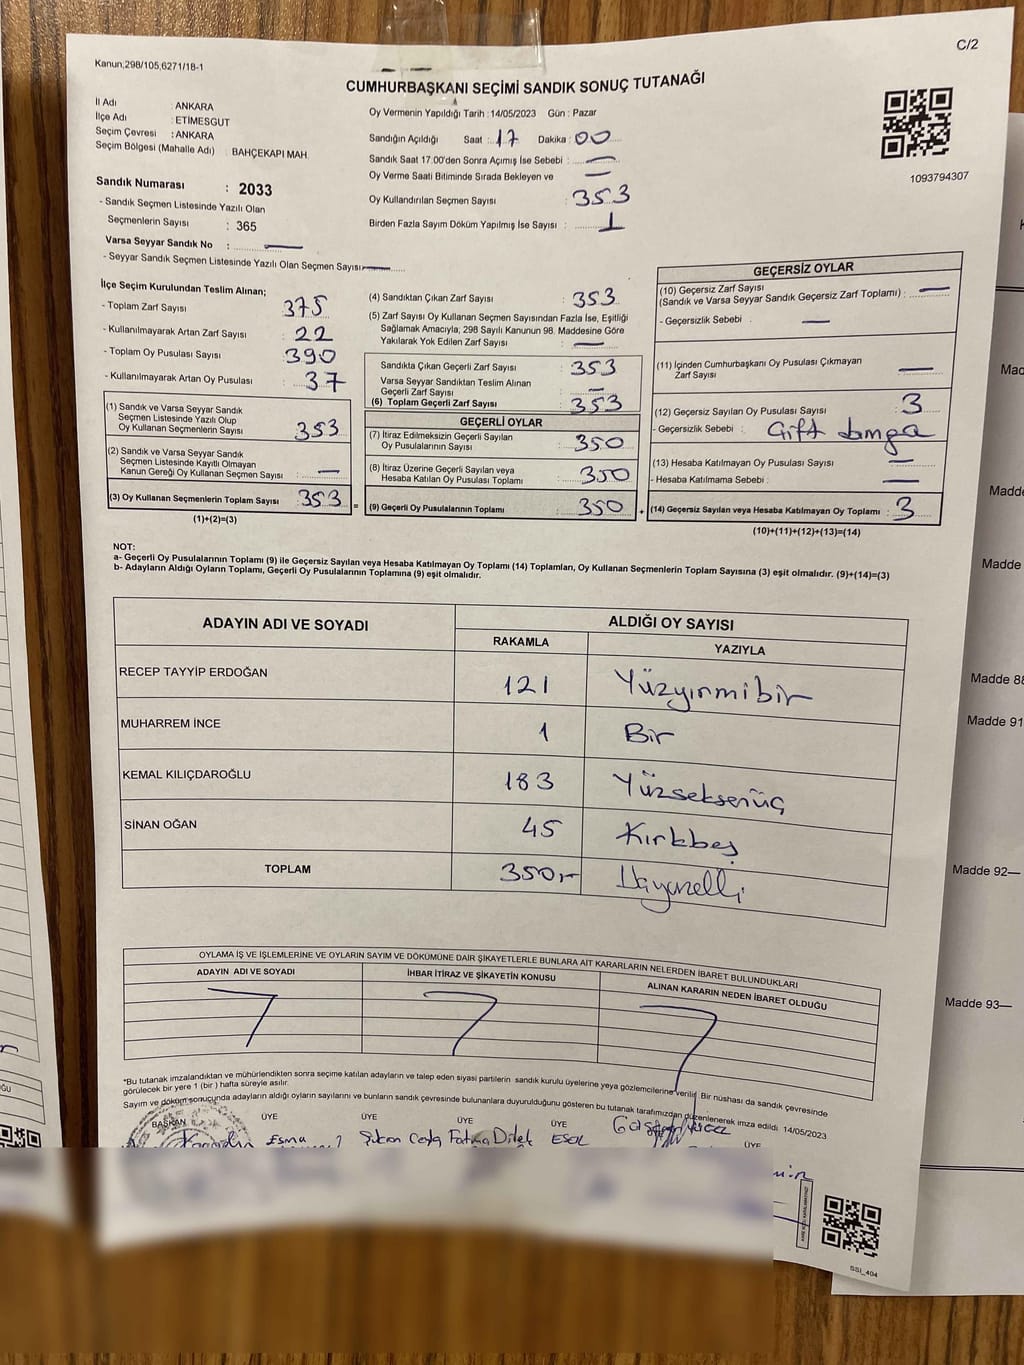 C/2
Kanun;298/105,6271/18-1
CUMHURBAŞKANI SEÇİMİ SANDIK SONUÇ TUTANAĞI
İl Adı : ANKARA
İlçe Adı : ETİMESGUT
Seçim Çevresi : ANKARA
Seçim Bölgesi (Mahalle Adı) : BAHÇEKAPI MAH.
Sandık Numarası : 2033
- Sandık Seçmen Listesinde Yazılı Olan
Seçmenlerin Sayısı : 365
Varsa Seyyar Sandık No : —
- Seyyar Sandık Seçmen Listesinde Yazılı Olan Seçmen Sayısı: —
Oy Vermenin Yapıldığı Tarih : 14/05/2023 Gün : Pazar
Sandığın Açıldığı Saat : 17 Dakika : 00
Sandık Saat 17.00'den Sonra Açımış İse Sebebi : —
Oy Verme Saati Bitiminde Sırada Bekleyen ve —
Oy Kullandırılan Seçmen Sayısı : 353
Birden Fazla Sayım Döküm Yapılmış İse Sayısı : 1
1093794307
İlçe Seçim Kurulundan Teslim Alınan;
- Toplam Zarf Sayısı : 375
- Kullanılmayarak Artan Zarf Sayısı : 22
- Toplam Oy Pusulası Sayısı : 390
- Kullanılmayarak Artan Oy Pusulası : 37
(1) Sandık ve Varsa Seyyar Sandık
Seçmen Listesinde Yazılı Olup
Oy Kullanan Seçmenlerin Sayısı : 353
(2) Sandık ve Varsa Seyyar Sandık
Seçmen Listesinde Kayıtlı Olmayan
Kanun Gereği Oy Kullanan Seçmen Sayısı : —
(3) Oy Kullanan Seçmenlerin Toplam Sayısı : 353 =
(1)+(2)=(3)
(4) Sandıktan Çıkan Zarf Sayısı : 353
(5) Zarf Sayısı Oy Kullanan Seçmen Sayısından Fazla İse, Eşitliği
Sağlamak Amacıyla; 298 Sayılı Kanunun 98. Maddesine Göre
Yakılarak Yok Edilen Zarf Sayısı : —
Sandıkta Çıkan Geçerli Zarf Sayısı : 353
Varsa Seyyar Sandıktan Teslim Alınan
Geçerli Zarf Sayısı : —
(6) Toplam Geçerli Zarf Sayısı : 353
GEÇERLİ OYLAR
(7) İtiraz Edilmeksizin Geçerli Sayılan
Oy Pusulalarının Sayısı : 350
(8) İtiraz Üzerine Geçerli Sayılan veya
Hesaba Katılan Oy Pusulası Toplamı : 350
(9) Geçerli Oy Pusulalarının Toplamı : 350 +
GEÇERSİZ OYLAR
(10) Geçersiz Zarf Sayısı
(Sandık ve Varsa Seyyar Sandık Geçersiz Zarf Toplamı) : —
- Geçersizlik Sebebi : —
(11) İçinden Cumhurbaşkanı Oy Pusulası Çıkmayan
Zarf Sayısı : —
(12) Geçersiz Sayılan Oy Pusulası Sayısı : 3
- Geçersizlik Sebebi : Çift damga
(13) Hesaba Katılmayan Oy Pusulası Sayısı : —
- Hesaba Katılmama Sebebi : —
(14) Geçersiz Sayılan veya Hesaba Katılmayan Oy Toplamı : 3
(10)+(11)+(12)+(13)=(14)
NOT:
a- Geçerli Oy Pusulalarının Toplamı (9) ile Geçersiz Sayılan veya Hesaba Katılmayan Oy Toplamı (14) Toplamları, Oy Kullanan Seçmenlerin Toplam Sayısına (3) eşit olmalıdır. (9)+(14)=(3)
b- Adayların Aldığı Oyların Toplamı, Geçerli Oy Pusulalarının Toplamına (9) eşit olmalıdır.
ADAYIN ADI VE SOYADI ALDIĞI OY SAYISI
RAKAMLA YAZIYLA
RECEP TAYYİP ERDOĞAN 121 Yüzyirmibir
MUHARREM İNCE 1 Bir
KEMAL KILIÇDAROĞLU 183 Yüzseksenüç
SİNAN OĞAN 45 Kırkbeş
TOPLAM 350,-
OYLAMA İŞ VE İŞLEMLERİNE VE OYLARIN SAYIM VE DÖKÜMÜNE DAİR ŞİKAYETLERLE BUNLARA AİT KARARLARIN NELERDEN İBARET BULUNDUKLARI
ADAYIN ADI VE SOYADI İHBAR İTİRAZ VE ŞİKAYETİN KONUSU ALINAN KARARIN NEDEN İBARET OLDUĞU
*Bu tutanak imzalandıktan ve mühürlendikten sonra seçime katılan adayların ve talep eden siyasi partilerin sandık kurulu üyelerine veya gözlemcilerine verilir. Bir nüshası da sandık çevresinde
görülecek bir yere 1 (bir) hafta süreyle asılır.
Sayım ve döküm sonucunda adayların aldığı oyların sayılarını ve bunların sandık çevresinde bulunanlara duyurulduğunu gösteren bu tutanak tarafımızdan düzenlenerek imza edildi. 14/05/2023
BAŞKAN ÜYE ÜYE ÜYE ÜYE
Esma Fatma Dilek ESOL
ÜYE
SSI_404
Madde 88
Madde 91
Madde 92—
Madde 93—